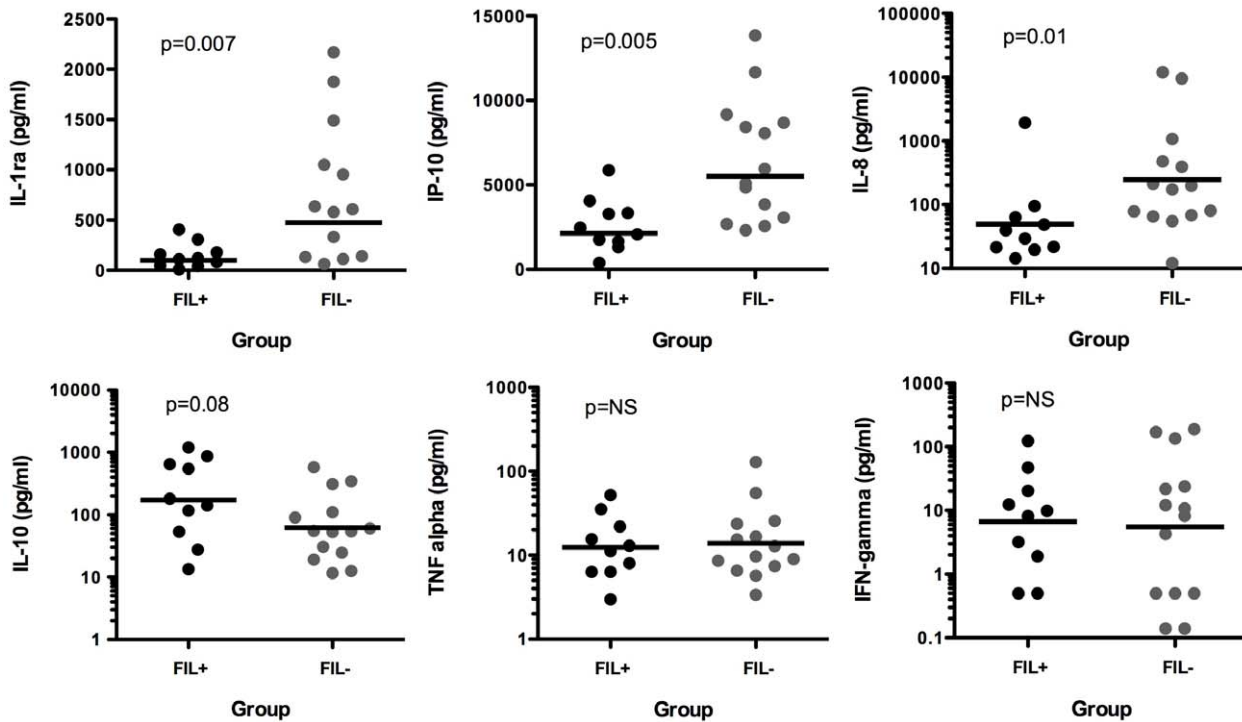 IL-1ra (pg/ml)
2500
2000
1500
1000
500
0
p=0.007
FIL+ FIL-
Group
IP-10 (pg/ml)
15000
10000
5000
0
p=0.005
FIL+ FIL-
Group
IL-8 (pg/ml)
100000
10000
1000
100
10
p=0.01
FIL+ FIL-
Group
IL-10 (pg/ml)
10000
1000
100
10
1
p=0.08
FIL+ FIL-
Group
TNF alpha (pg/ml)
1000
100
10
1
p=NS
FIL+ FIL-
Group
IFN-gamma (pg/ml)
1000
100
10
1
0.1
p=NS
FIL+ FIL-
Group